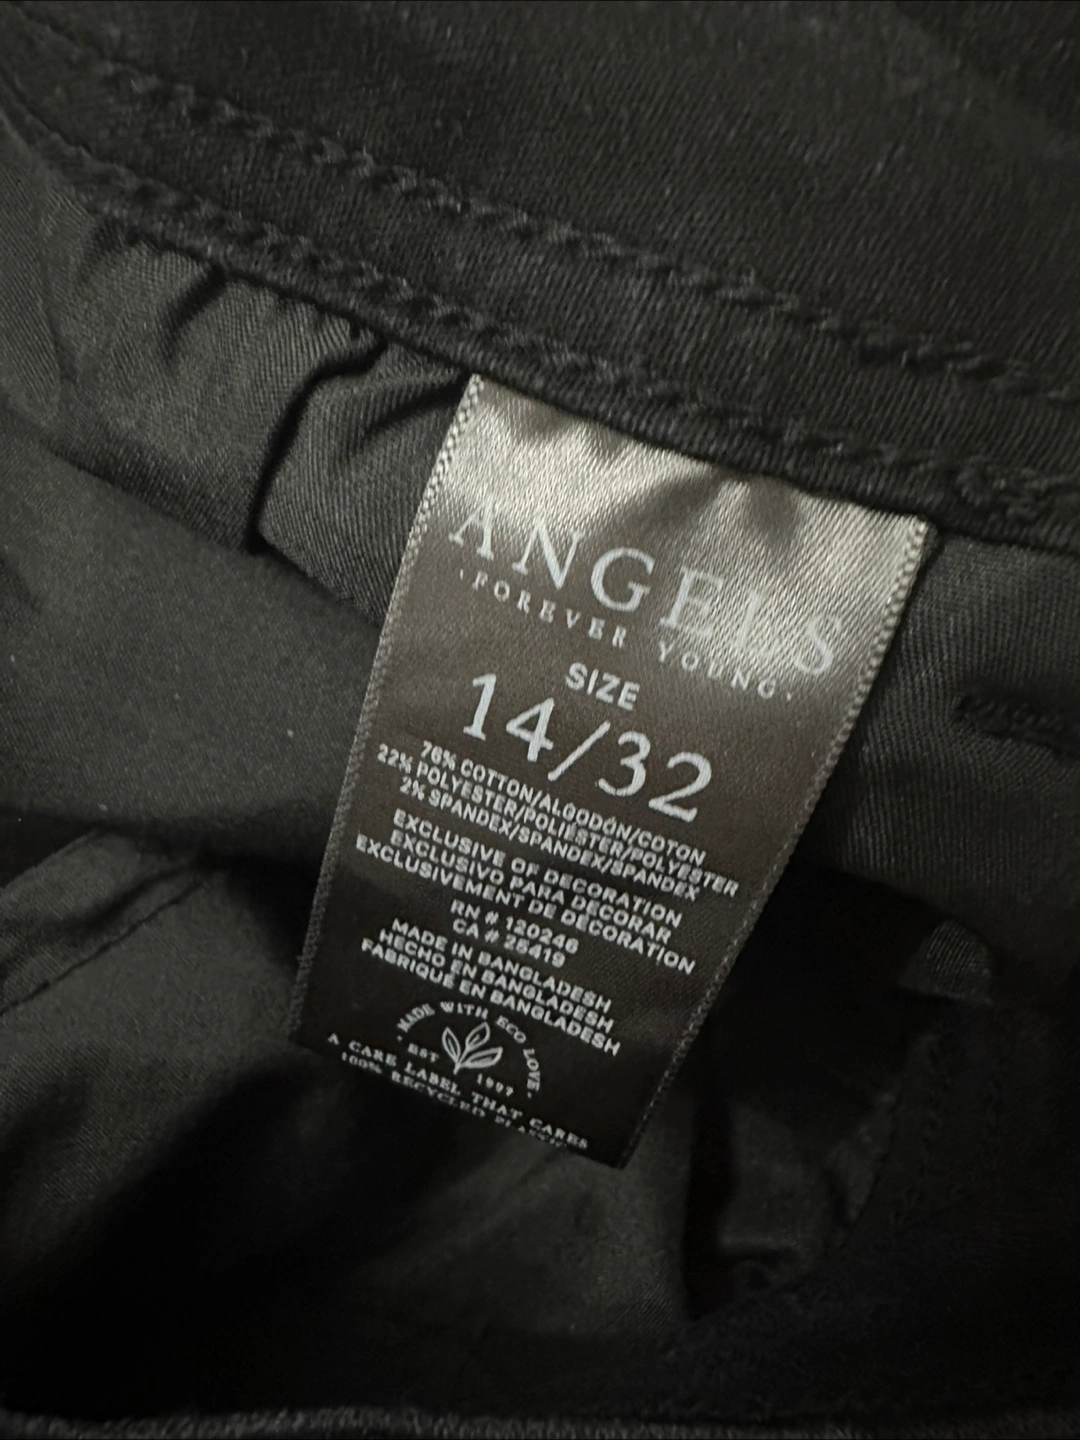 ANGELS
·FOREVER YOUNG·
SIZE
14/32
76% COTTON/ALGODÓN/COTON
22% POLYESTER/POLIÉSTER/POLYESTER
2% SPANDEX/SPANDEX/SPANDEX
EXCLUSIVE OF DECORATION
EXCLUSIVO PARA DECORAR
EXCLUSIVEMENT DE DÉCORATION
RN # 120246
CA # 25419
MADE IN BANGLADESH
HECHO EN BANGLADESH
FABRIQUÉ EN BANGLADESH
MADE WITH ECO LOVE
· EST 1997 ·
A CARE LABEL THAT CARES
100% RECYCLED PLASTIC